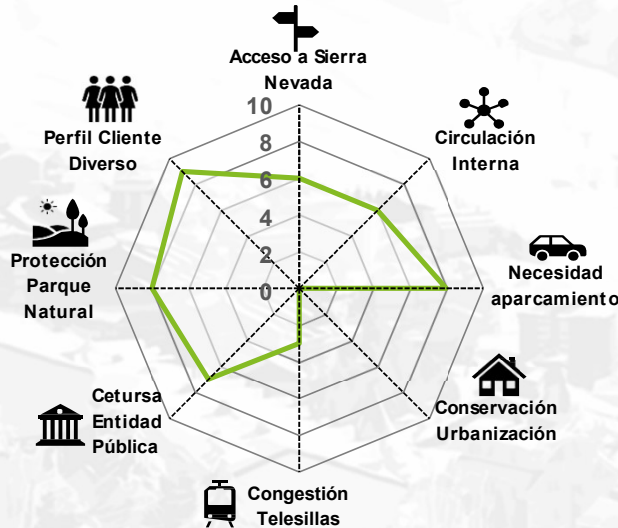 Acceso a Sierra
Nevada
Circulación
Interna
Necesidad
aparcamiento
Conservación
Urbanización
Congestión
Telesillas
Cetursa
Entidad
Pública
Protección
Parque
Natural
Perfil Cliente
Diverso
10
8
6
4
2
0